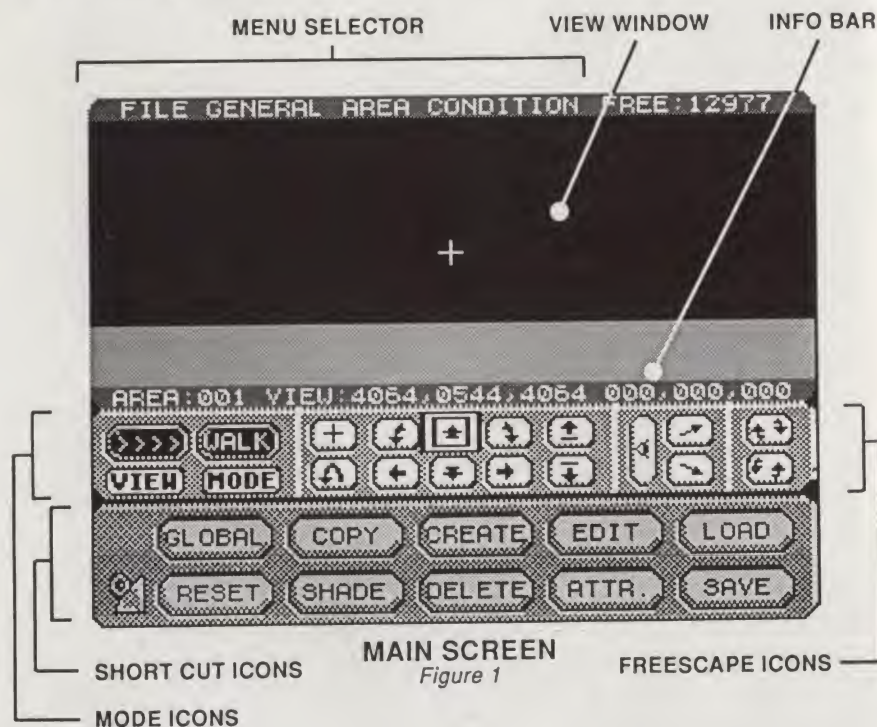 MENU SELECTOR VIEW WINDOW INFO BAR
FILE GENERAL AREA CONDITION FREE:12977
AREA:001 VIEW:4064,0544,4064 000,000,000
>>>> WALK
VIEW MODE
GLOBAL COPY CREATE EDIT LOAD
RESET SHADE DELETE ATTR. SAVE
MAIN SCREEN
Figure 1
SHORT CUT ICONS FREESCAPE ICONS
MODE ICONS